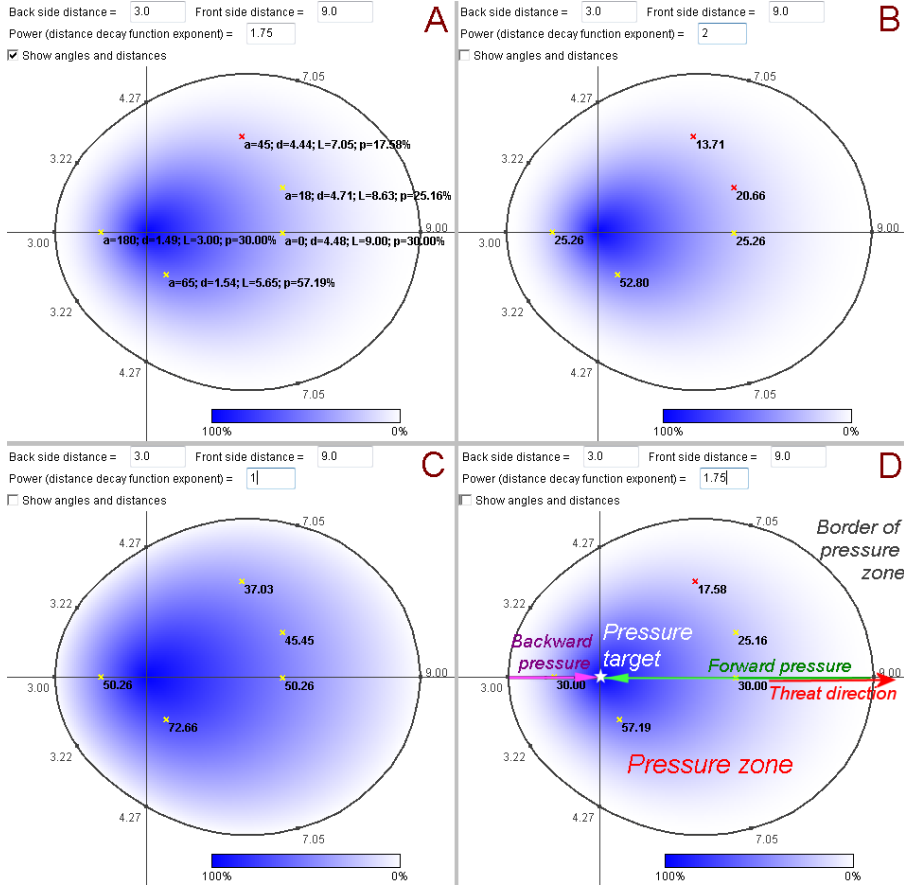 Back side distance = 3.0 Front side distance = 9.0
Power (distance decay function exponent) = 1.75
Show angles and distances
A
7.05
4.27
a=45; d=4.44; L=7.05; p=17.58%
3.22
a=18; d=4.71; L=8.63; p=25.16%
9.00
3.00
a=180; d=1.49; L=3.00; p=30.00%
a=0; d=4.48; L=9.00; p=30.00%
a=65; d=1.54; L=5.65; p=57.19%
3.22
4.27
7.05
100% 0%
Back side distance = 3.0 Front side distance = 9.0
Power (distance decay function exponent) = 2
Show angles and distances
B
7.05
4.27
13.71
3.22
20.66
9.00
3.00
25.26
25.26
52.80
3.22
4.27
7.05
100% 0%
Back side distance = 3.0 Front side distance = 9.0
Power (distance decay function exponent) = 1
Show angles and distances
C
7.05
4.27
37.03
3.22
45.45
9.00
3.00
50.26
50.26
72.66
3.22
4.27
7.05
100% 0%
Back side distance = 3.0 Front side distance = 9.0
Power (distance decay function exponent) = 1.75
Show angles and distances
D
7.05
Border of
pressure
zone
4.27
17.58
3.22
Pressure
target
Backward
pressure
25.16
Forward pressure
9.00
3.00
30.00
30.00
Threat direction
57.19
3.22
Pressure zone
4.27
7.05
100% 0%